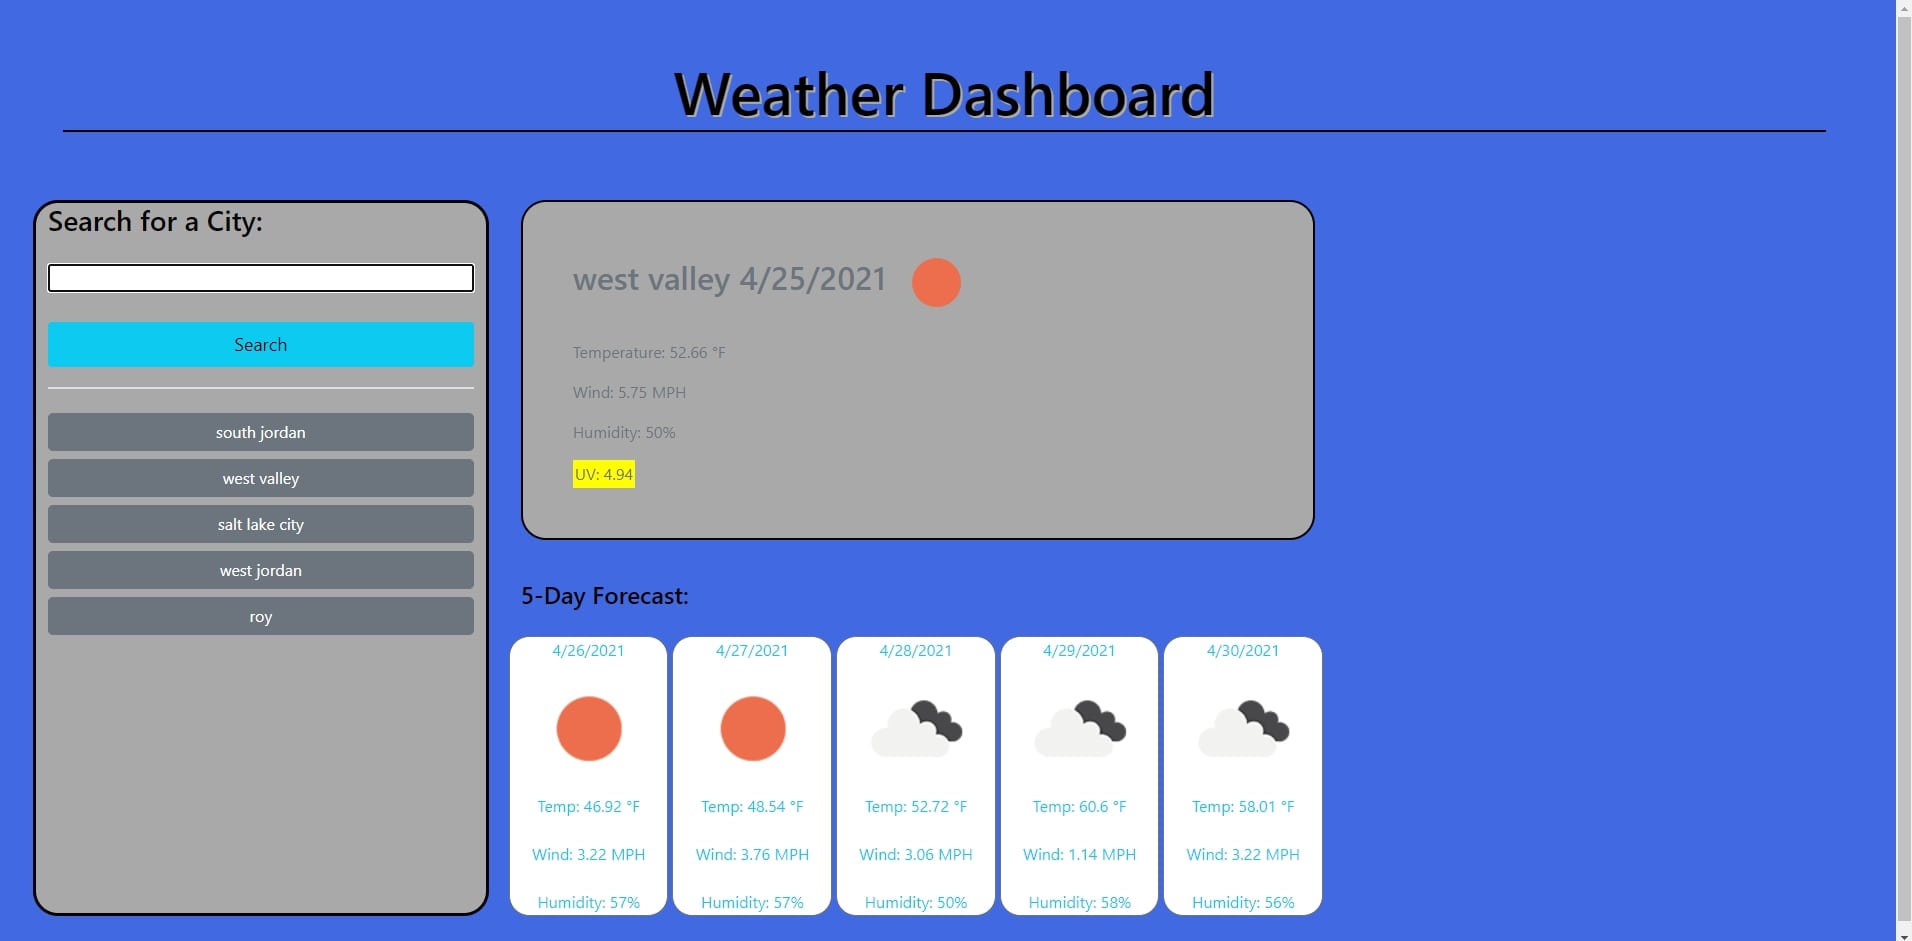 Weather Dashboard
Search for a City:
Search
south jordan
west valley
salt lake city
west jordan
roy
west valley 4/25/2021
Temperature: 52.66 °F
Wind: 5.75 MPH
Humidity: 50%
UV: 4.94
5-Day Forecast:
4/26/2021
Temp: 46.92 °F
Wind: 3.22 MPH
Humidity: 57%
4/27/2021
Temp: 48.54 °F
Wind: 3.76 MPH
Humidity: 57%
4/28/2021
Temp: 52.72 °F
Wind: 3.06 MPH
Humidity: 50%
4/29/2021
Temp: 60.6 °F
Wind: 1.14 MPH
Humidity: 58%
4/30/2021
Temp: 58.01 °F
Wind: 3.22 MPH
Humidity: 56%